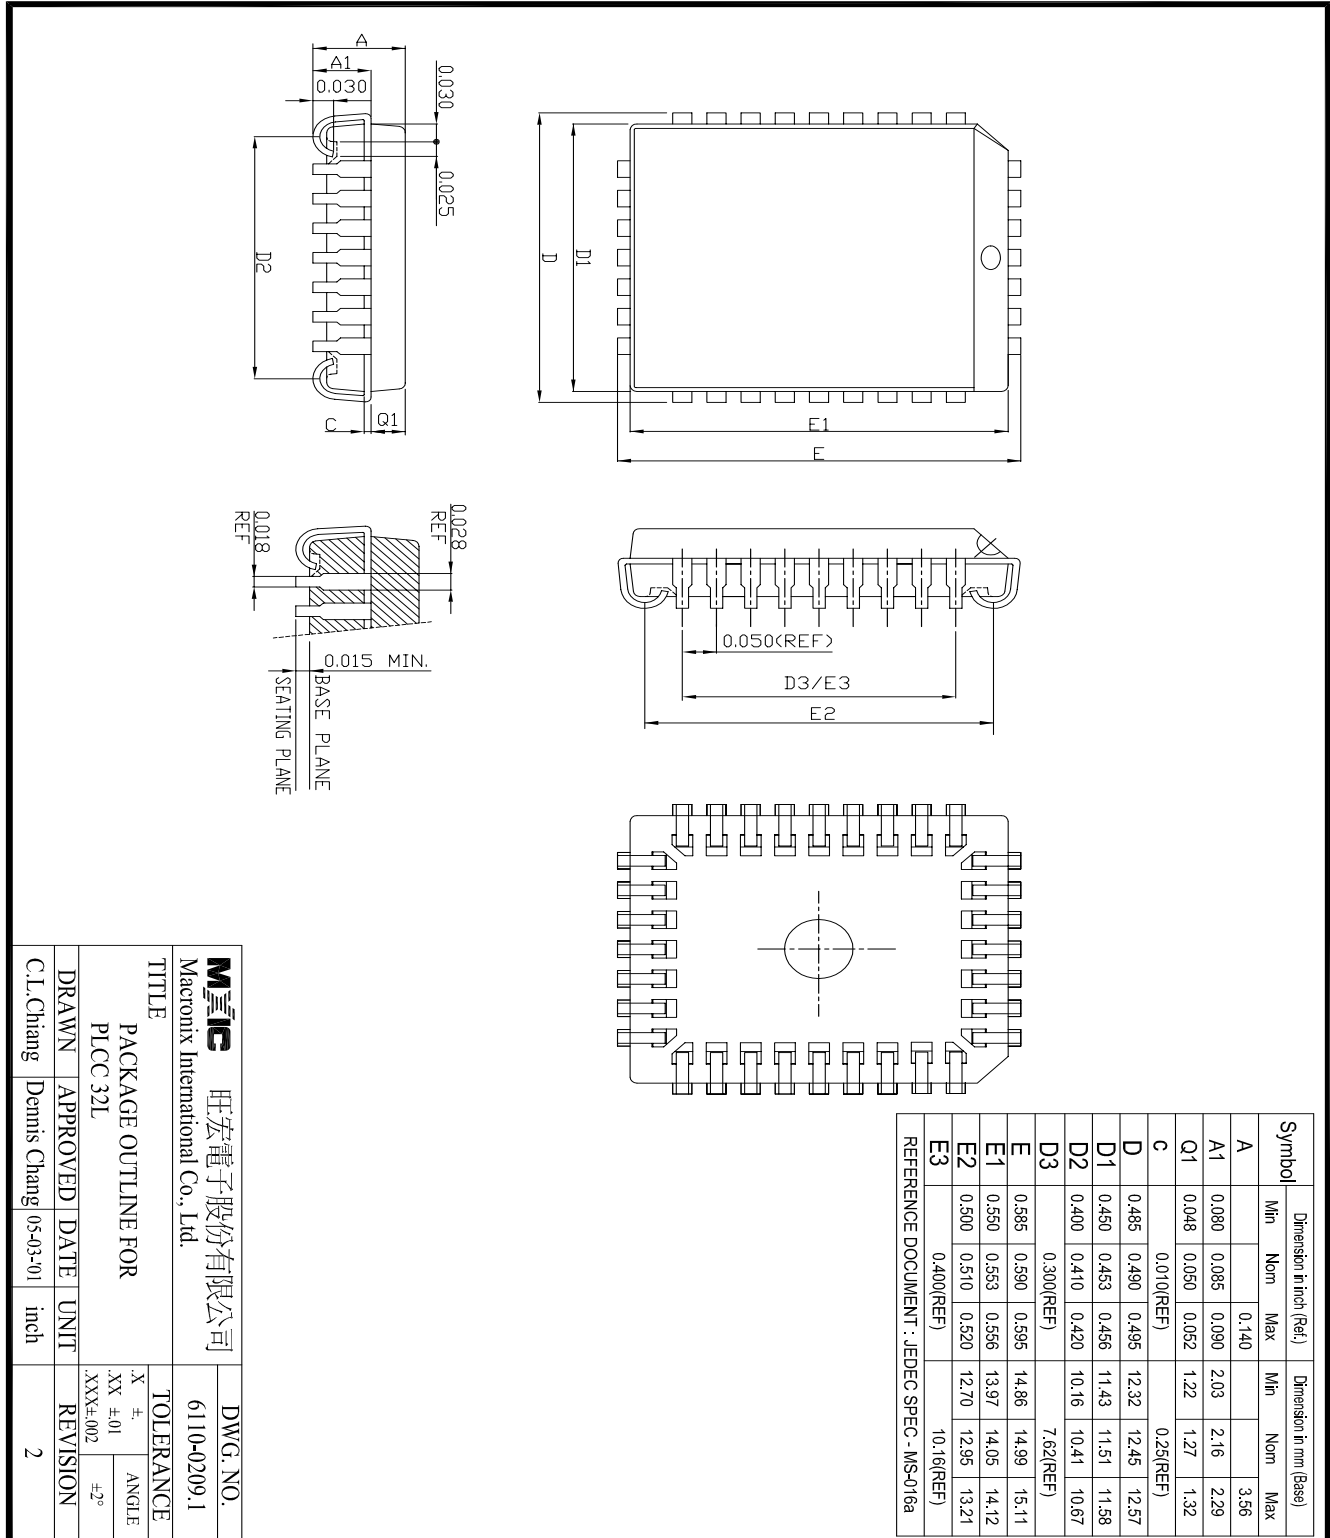 A
A1
0.030
0.030
0.025
D2
C
Q1
D
D1
E1
E
0.028
REF
0.018
REF
0.015 MIN.
BASE PLANE
SEATING PLANE
0.050(REF)
D3/E3
E2
Symbol Dimension in inch (Ref.) Dimension in mm (Base)
Min Nom Max Min Nom Max
A 0.140 3.56
A1 0.080 0.085 0.090 2.03 2.16 2.29
Q1 0.048 0.050 0.052 1.22 1.27 1.32
C 0.010(REF) 0.25(REF)
D 0.485 0.490 0.495 12.32 12.45 12.57
D1 0.450 0.453 0.456 11.43 11.51 11.58
D2 0.400 0.410 0.420 10.16 10.41 10.67
D3 0.300(REF) 7.62(REF)
E 0.585 0.590 0.595 14.86 14.99 15.11
E1 0.550 0.553 0.556 13.97 14.05 14.12
E2 0.500 0.510 0.520 12.70 12.95 13.21
E3 0.400(REF) 10.16(REF)
REFERENCE DOCUMENT : JEDEC SPEC - MS-016a
MXIC 旺宏電子股份有限公司
Macronix International Co., Ltd.
DWG. NO.
6110-0209.1
TITLE
PACKAGE OUTLINE FOR
PLCC 32L
TOLERANCE
.X ±.
.XX ±.01
.XXX±.002
ANGLE
±2°
DRAWN APPROVED DATE UNIT REVISION
C.L.Chiang Dennis Chang 05-03-'01 inch 2